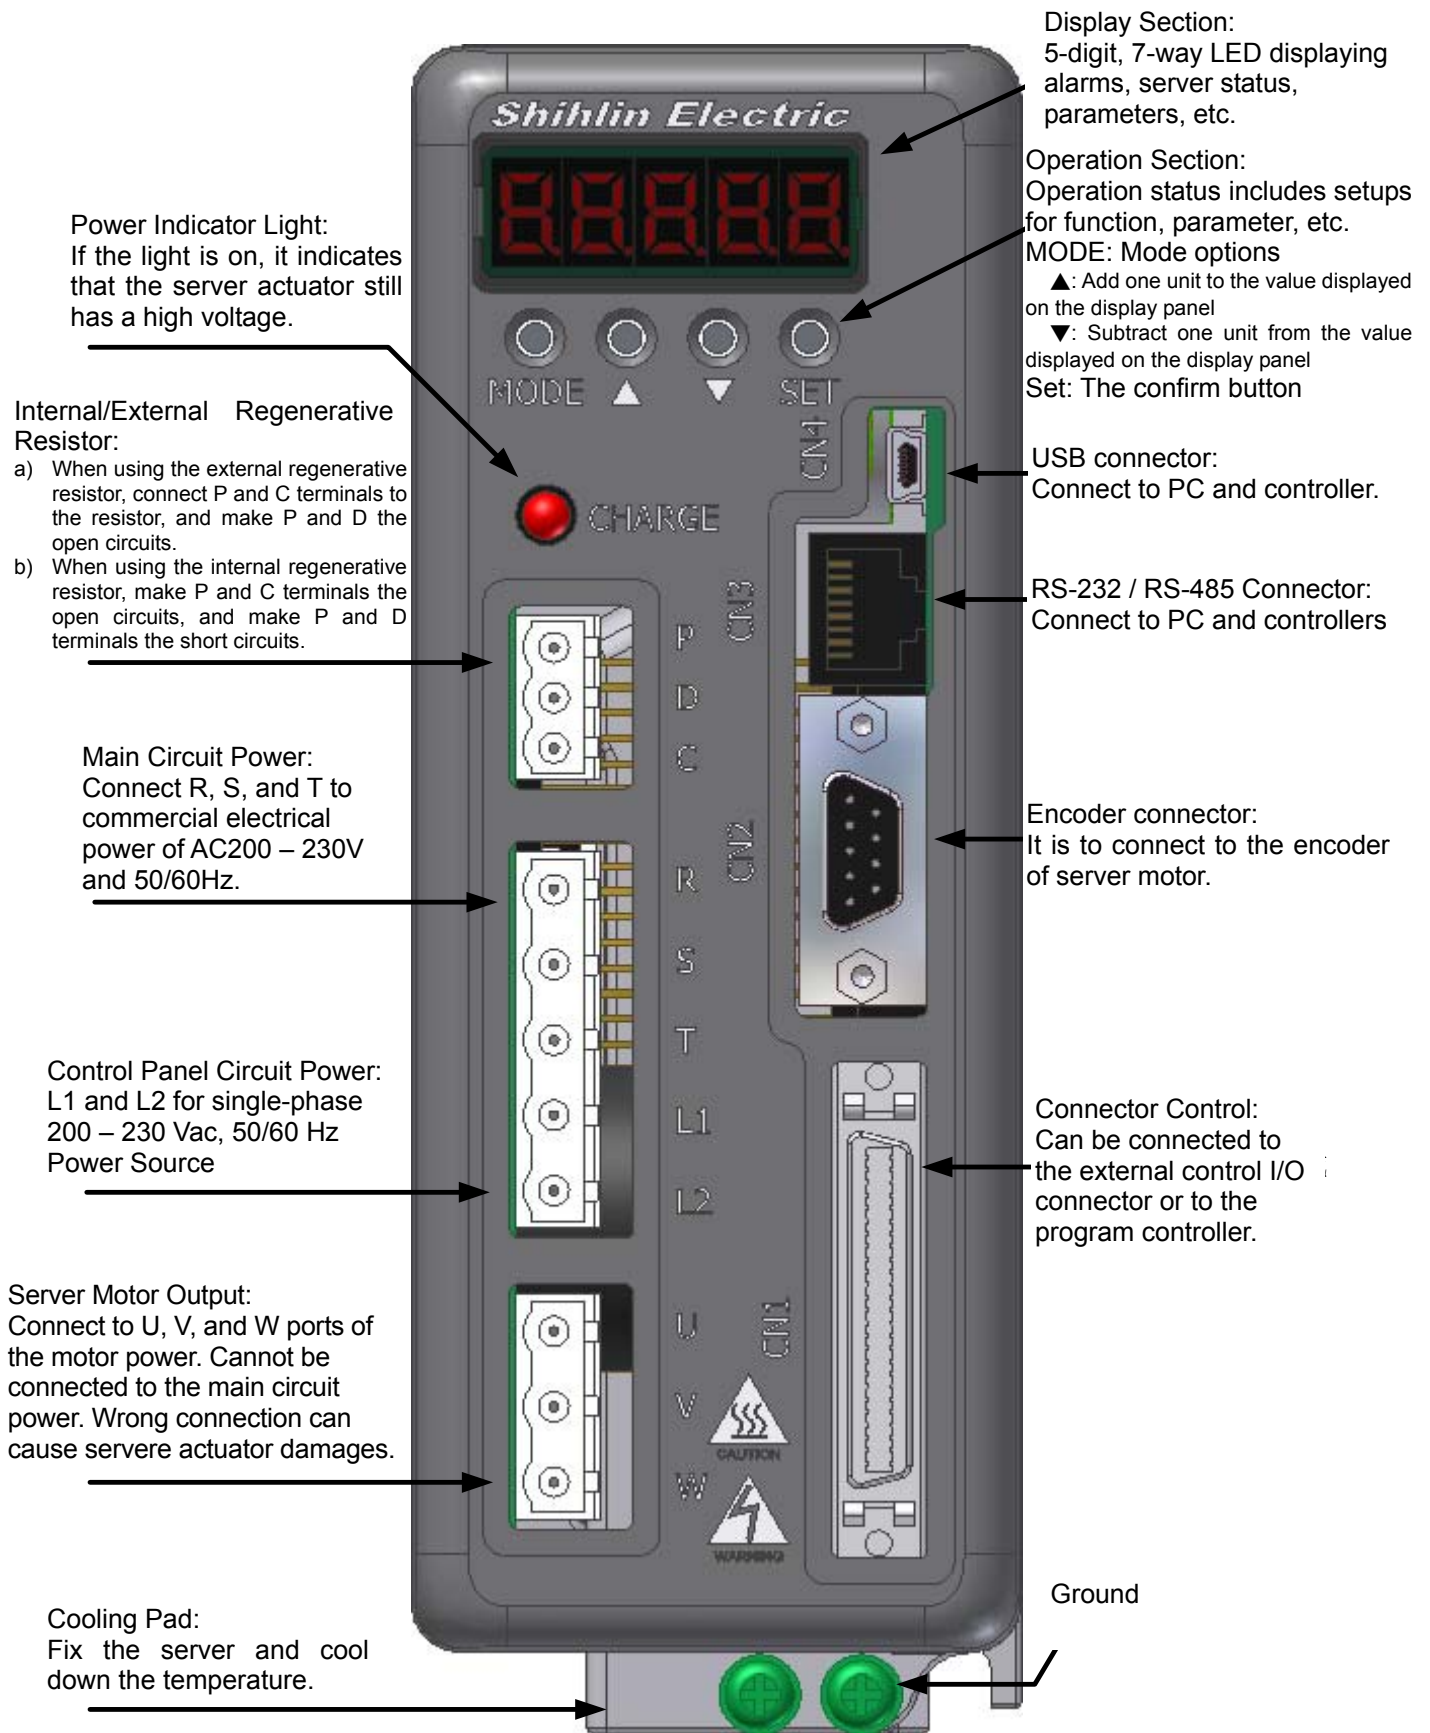 Display Section:
5-digit, 7-way LED displaying
alarms, server status,
parameters, etc.
Shihlin Electric
Operation Section:
Operation status includes setups
for function, parameter, etc.
MODE: Mode options
▲: Add one unit to the value displayed
on the display panel
▼: Subtract one unit from the value
displayed on the display panel
Set: The confirm button
Power Indicator Light:
If the light is on, it indicates
that the server actuator still
has a high voltage.
MODE ▲ ▼ SET
Internal/External Regenerative
Resistor:
a) When using the external regenerative
resistor, connect P and C terminals to
the resistor, and make P and D the
open circuits.
b) When using the internal regenerative
resistor, make P and C terminals the
open circuits, and make P and D
terminals the short circuits.
CHARGE
CN4
USB connector:
Connect to PC and controller.
CN3
RS-232 / RS-485 Connector:
Connect to PC and controllers
P
D
C
Main Circuit Power:
Connect R, S, and T to
commercial electrical
power of AC200 – 230V
and 50/60Hz.
CN2
Encoder connector:
It is to connect to the encoder
of server motor.
R
S
T
L1
L2
Control Panel Circuit Power:
L1 and L2 for single-phase
200 – 230 Vac, 50/60 Hz
Power Source
Connector Control:
Can be connected to
the external control I/O
connector or to the
program controller.
Server Motor Output:
Connect to U, V, and W ports of
the motor power. Cannot be
connected to the main circuit
power. Wrong connection can
cause servere actuator damages.
CN1
U
V
W
CAUTION
WARNING
Cooling Pad:
Fix the server and cool
down the temperature.
Ground